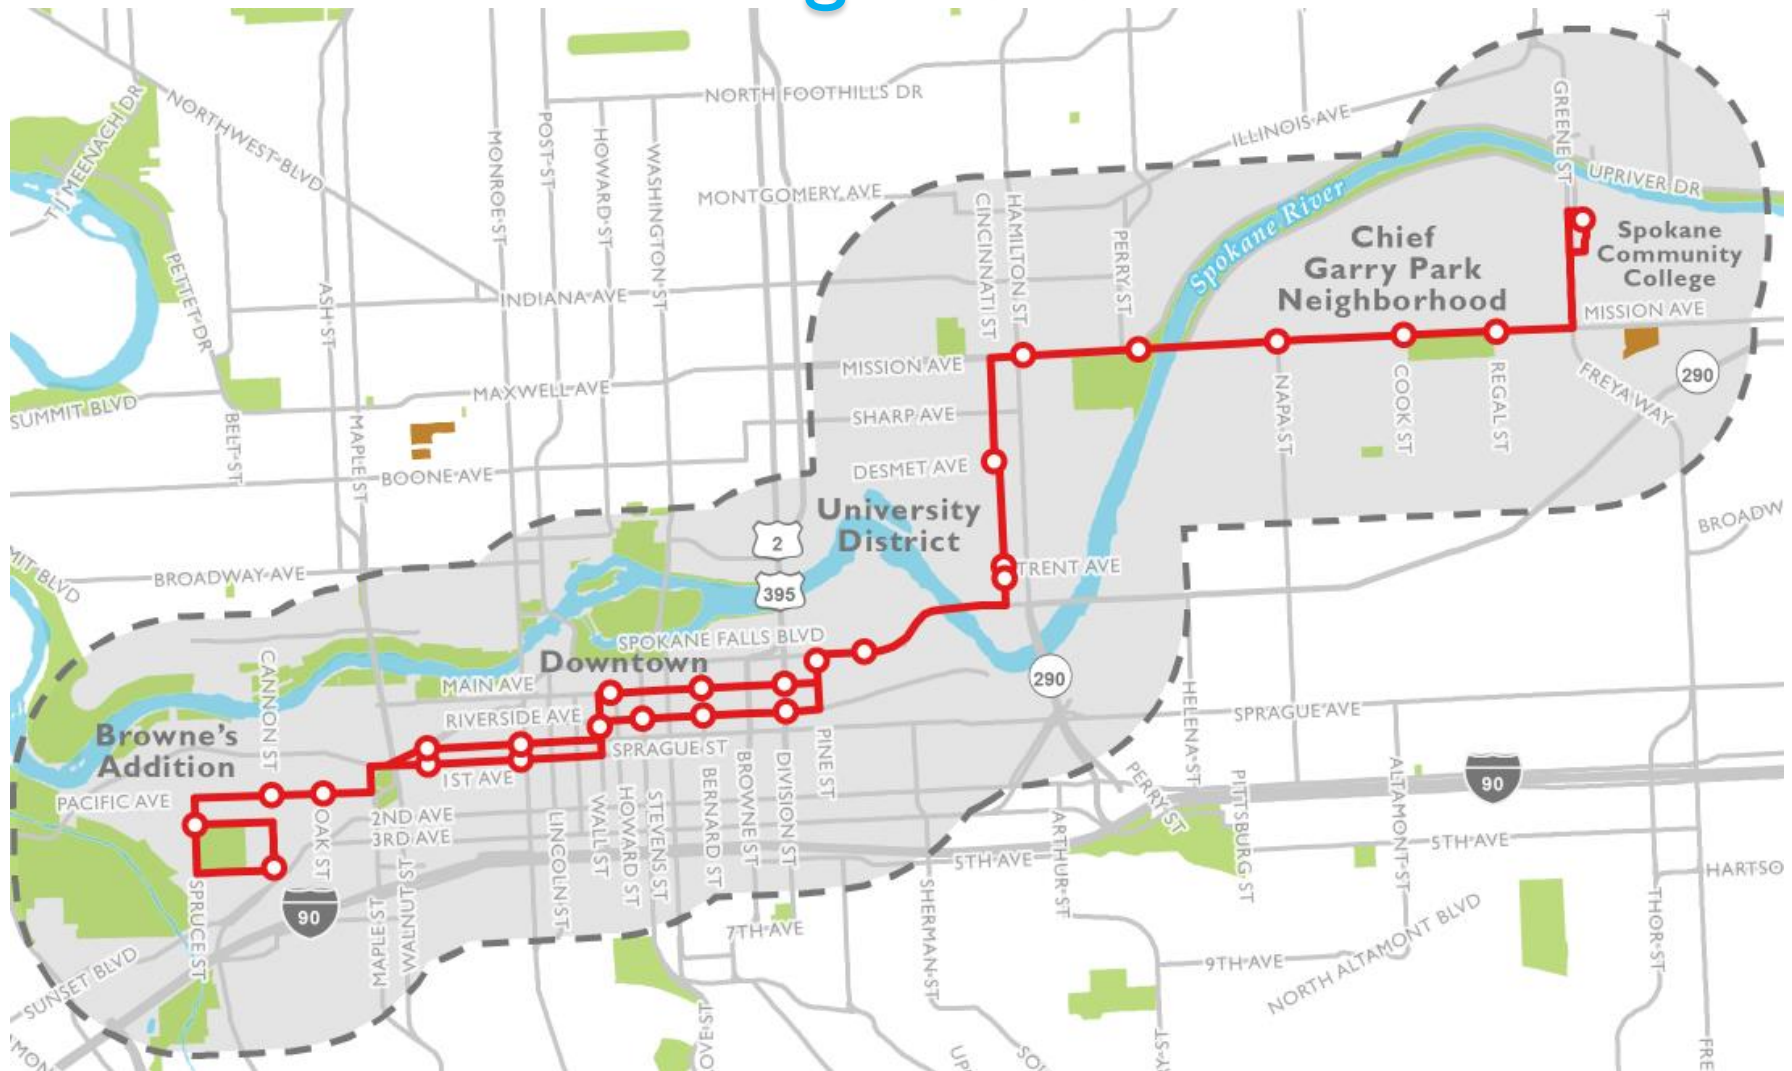 NORTH FOOTHILLS DR
T J MEENACH DR
NORTHWEST BLVD
MONROE ST
POST ST
HOWARD ST
WASHINGTON ST
ILLINOIS AVE
GREENE ST
UPRIVER DR
MONTGOMERY AVE
CINCINNATI ST
HAMILTON ST
PERRY ST
Spokane River
Chief
Garry Park
Neighborhood
Spokane
Community
College
PETTET DR
ASH ST
INDIANA AVE
MISSION AVE
MISSION AVE
MAXWELL AVE
SUMMIT BLVD
BELT ST
MAPLE ST
SHARP AVE
NAPA ST
COOK ST
REGAL ST
FREYA WAY
290
BOONE AVE
DESMET AVE
University
District
2
395
TRENT AVE
BROADW
MIT BLVD
BROADWAY AVE
SPOKANE FALLS BLVD
Downtown
CANNON ST
MAIN AVE
290
RIVERSIDE AVE
SPRAGUE AVE
HELENA ST
Browne's
Addition
SPRAGUE ST
1ST AVE
PINE ST
BROWNE ST
DIVISION ST
BERNARD ST
PERRY ST
PITTSBURG ST
ALTAMONT ST
90
PACIFIC AVE
OAK ST
2ND AVE
3RD AVE
LINCOLN ST
WALL ST
HOWARD ST
STEVENS ST
5TH AVE
5TH AVE
ARTHUR ST
HARTSO
SPRUCE ST
90
MAPLE ST
WALNUT ST
SHERMAN ST
THOR ST
7TH AVE
9TH AVE
NORTH ALTAMONT BLVD
SUNSET BLVD
OVE ST
FRE